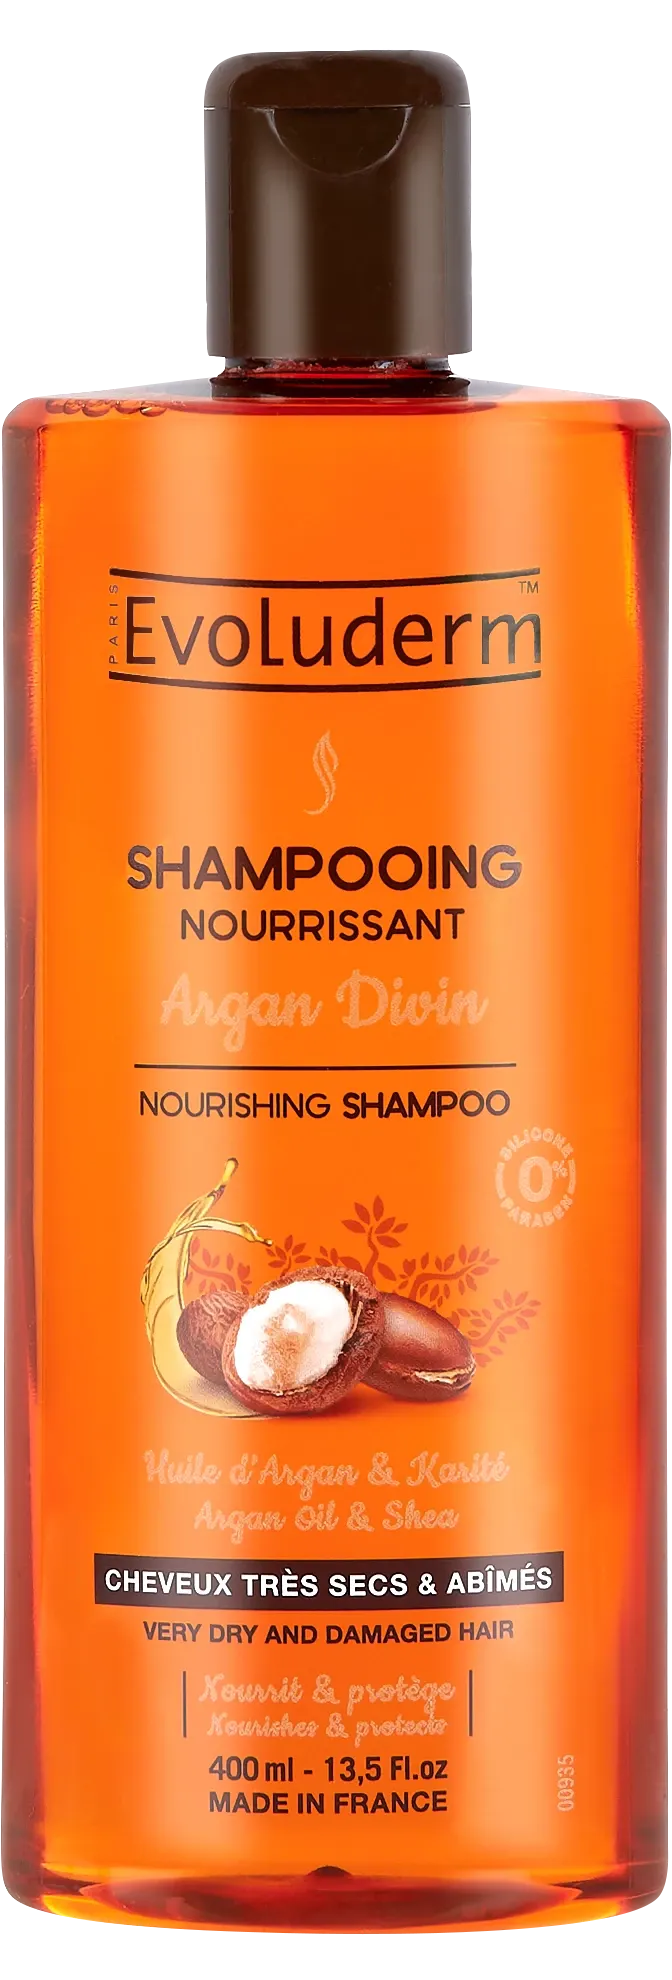 PARIS
Evoluderm™
SHAMPOOING
NOURRISSANT
Argan Divin
NOURISHING SHAMPOO
SILICONE
0%
PARABEN
Huile d'Argan & Karité
Argan Oil & Shea
CHEVEUX TRÈS SECS & ABÎMÉS
VERY DRY AND DAMAGED HAIR
Nourrit & protège
Nourishes & protects
400 ml - 13,5 Fl.oz
MADE IN FRANCE
00935